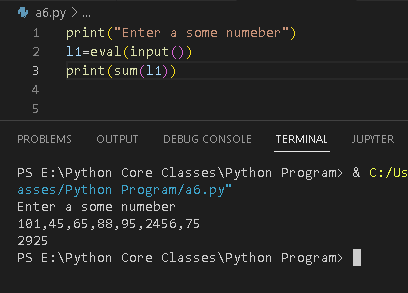 a6.py > ...
1 print("Enter a some numeber")
2 l1=eval(input())
3 print(sum(l1))
4
5
PROBLEMS OUTPUT DEBUG CONSOLE TERMINAL JUPYTER
PS E:\Python Core Classes\Python Program> & C:/Us
asses/Python Program/a6.py"
Enter a some numeber
101,45,65,88,95,2456,75
2925
PS E:\Python Core Classes\Python Program>